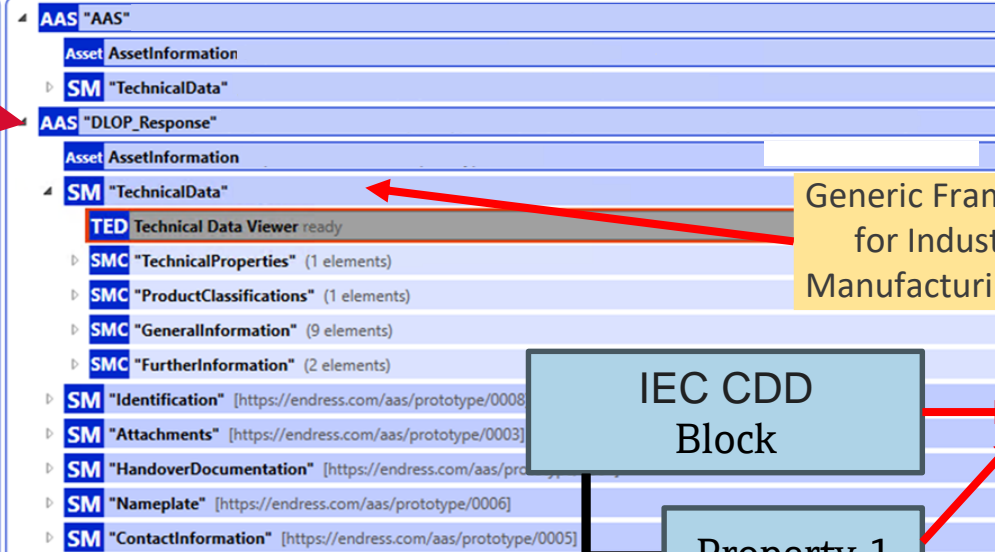 AAS "AAS"
Asset AssetInformation
SM "TechnicalData"
AAS "DLOP_Response"
Asset AssetInformation
SM "TechnicalData"
TED Technical Data Viewer ready
SMC "TechnicalProperties" (1 elements)
SMC "ProductClassifications" (1 elements)
SMC "GeneralInformation" (9 elements)
SMC "FurtherInformation" (2 elements)
SM "Identification" [https://endress.com/aas/prototype/0008
SM "Attachments" [https://endress.com/aas/prototype/0003]
SM "HandoverDocumentation" [https://endress.com/aas/pro
SM "Nameplate" [https://endress.com/aas/prototype/0006]
SM "ContactInformation" [https://endress.com/aas/prototype/0005]
Generic Fram
for Indust
Manufacturi
IEC CDD
Block
Property 1